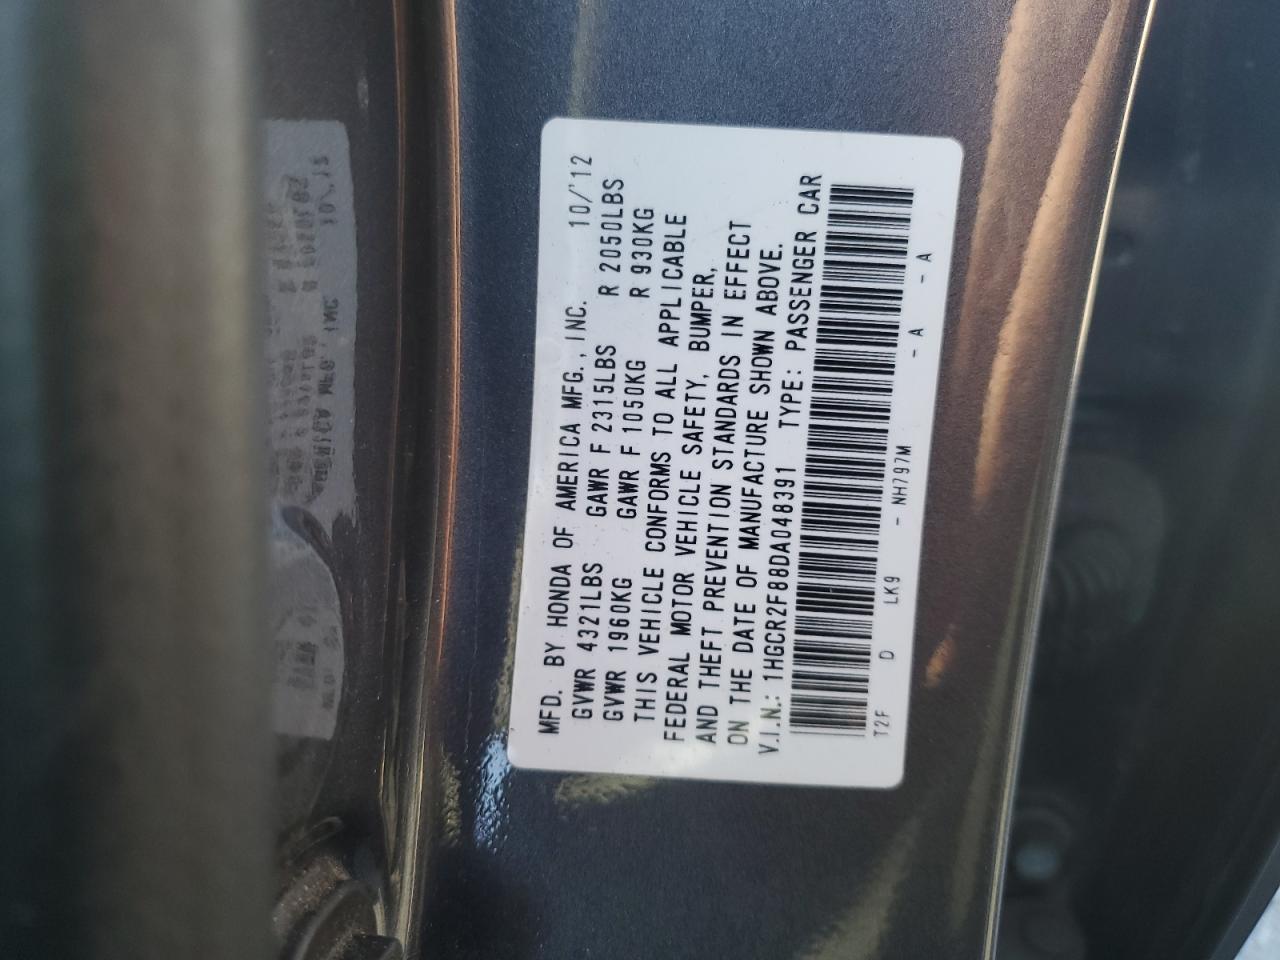 MFD. BY HONDA OF AMERICA MFG., INC. 10/'12
GVWR 4321LBS GAWR F 2315LBS R 2050LBS
GVWR 1960KG GAWR F 1050KG R 930KG
THIS VEHICLE CONFORMS TO ALL APPLICABLE
FEDERAL MOTOR VEHICLE SAFETY, BUMPER,
AND THEFT PREVENTION STANDARDS IN EFFECT
ON THE DATE OF MANUFACTURE SHOWN ABOVE.
V.I.N.: 1HGCR2F88DA048391 TYPE: PASSENGER CAR
T2F D LK9 - NH797M - A - A